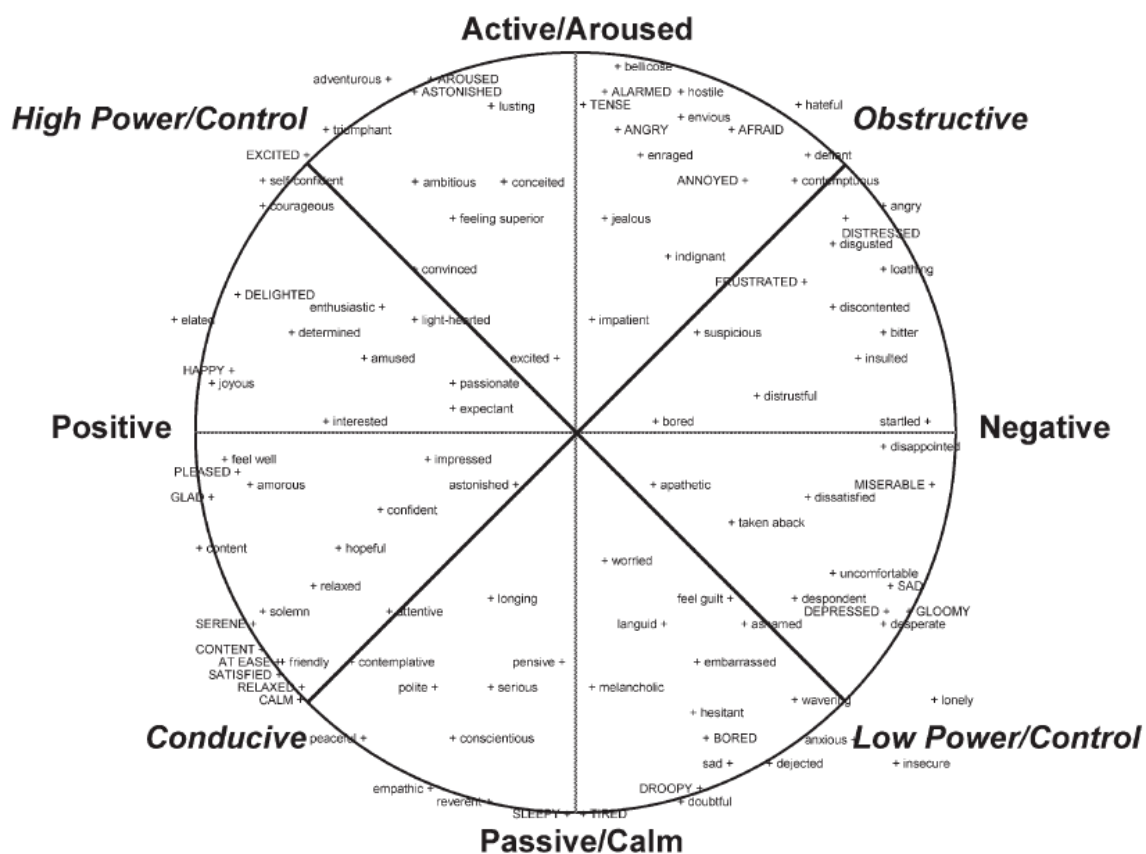 Active/Aroused
+ bellicose
adventurous +
+ AROUSED
+ ASTONISHED
+ ALARMED
+ hostile
+ lusting
+ TENSE
+ hateful
High Power/Control
+ envious
Obstructive
+ triumphant
+ ANGRY
+ AFRAID
EXCITED +
+ enraged
+ defiant
+ self-confident
+ ambitious
+ conceited
ANNOYED +
+ contemptuous
+ courageous
+ angry
+ feeling superior
+ jealous
+
DISTRESSED
+ disgusted
+ indignant
+ convinced
+ loathing
FRUSTRATED +
+ DELIGHTED
enthusiastic +
+ discontented
+ elated
+ light-hearted
+ impatient
+ determined
+ suspicious
+ bitter
+ amused
excited +
+ insulted
HAPPY +
+ joyous
+ passionate
+ distrustful
+ expectant
Positive
+ interested
+ bored
startled +
Negative
+ disappointed
+ feel well
+ impressed
PLEASED +
+ amorous
astonished +
+ apathetic
MISERABLE +
GLAD +
+ dissatisfied
+ confident
+ taken aback
+ content
+ hopeful
+ worried
+ uncomfortable
+ relaxed
+ SAD
+ longing
feel guilt +
+ despondent
+ solemn
+ attentive
DEPRESSED +
+ GLOOMY
SERENE +
languid +
+ ashamed
+ desperate
CONTENT +
AT EASE +
+ friendly
+ contemplative
pensive +
+ embarrassed
SATISFIED +
RELAXED +
polite +
+ serious
+ melancholic
CALM +
+ wavering
+ lonely
+ hesitant
Conducive
peaceful +
+ conscientious
+ BORED
anxious +
Low Power/Control
sad +
+ dejected
+ insecure
empathic +
DROOPY +
reverent +
+ doubtful
SLEEPY +
+ TIRED
Passive/Calm